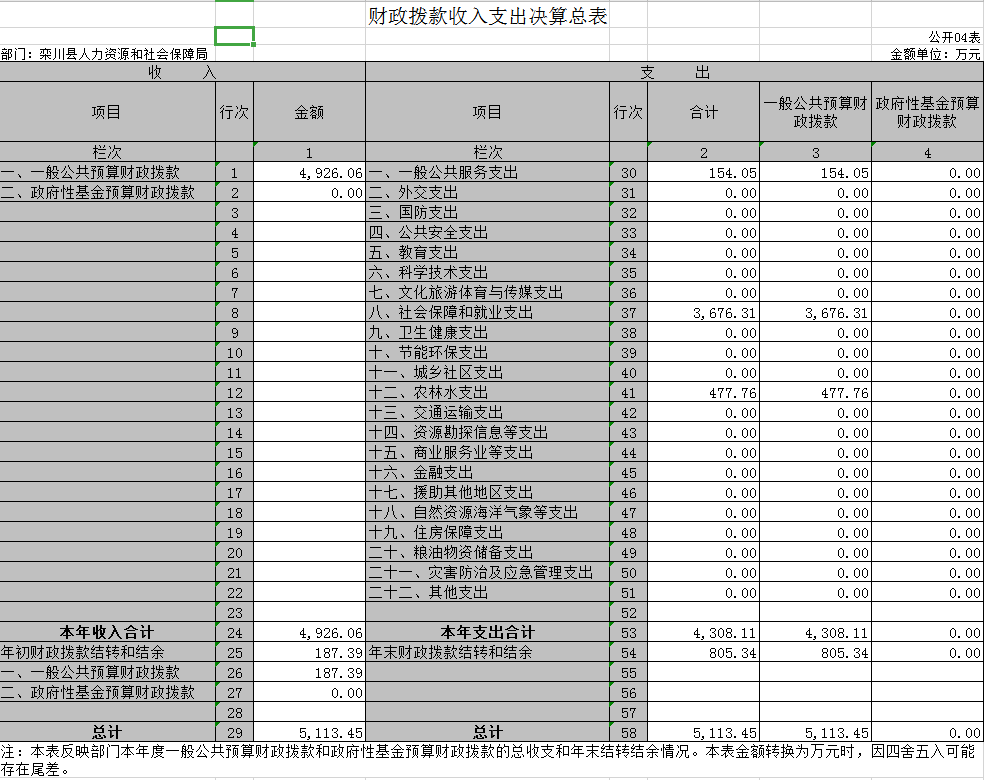 财政拨款收入支出决算总表
公开04表
部门：栾川县人力资源和社会保障局 金额单位：万元
收 入 支 出
项目 行次 金额 项目 行次 合计 一般公共预算财政拨款 政府性基金预算财政拨款
栏次 1 栏次 2 3 4
一、一般公共预算财政拨款 1 4,926.06 一、一般公共服务支出 30 154.05 154.05 0.00
二、政府性基金预算财政拨款 2 0.00 二、外交支出 31 0.00 0.00 0.00
3 三、国防支出 32 0.00 0.00 0.00
4 四、公共安全支出 33 0.00 0.00 0.00
5 五、教育支出 34 0.00 0.00 0.00
6 六、科学技术支出 35 0.00 0.00 0.00
7 七、文化旅游体育与传媒支出 36 0.00 0.00 0.00
8 八、社会保障和就业支出 37 3,676.31 3,676.31 0.00
9 九、卫生健康支出 38 0.00 0.00 0.00
10 十、节能环保支出 39 0.00 0.00 0.00
11 十一、城乡社区支出 40 0.00 0.00 0.00
12 十二、农林水支出 41 477.76 477.76 0.00
13 十三、交通运输支出 42 0.00 0.00 0.00
14 十四、资源勘探信息等支出 43 0.00 0.00 0.00
15 十五、商业服务业等支出 44 0.00 0.00 0.00
16 十六、金融支出 45 0.00 0.00 0.00
17 十七、援助其他地区支出 46 0.00 0.00 0.00
18 十八、自然资源海洋气象等支出 47 0.00 0.00 0.00
19 十九、住房保障支出 48 0.00 0.00 0.00
20 二十、粮油物资储备支出 49 0.00 0.00 0.00
21 二十一、灾害防治及应急管理支出 50 0.00 0.00 0.00
22 二十二、其他支出 51 0.00 0.00 0.00
23 52
本年收入合计 24 4,926.06 本年支出合计 53 4,308.11 4,308.11 0.00
年初财政拨款结转和结余 25 187.39 年末财政拨款结转和结余 54 805.34 805.34 0.00
一、一般公共预算财政拨款 26 187.39 55
二、政府性基金预算财政拨款 27 0.00 56
28 57
总计 29 5,113.45 总计 58 5,113.45 5,113.45 0.00
注：本表反映部门本年度一般公共预算财政拨款和政府性基金预算财政拨款的总收支和年末结转结余情况。本表金额转换为万元时，因四舍五入可能
存在尾差。